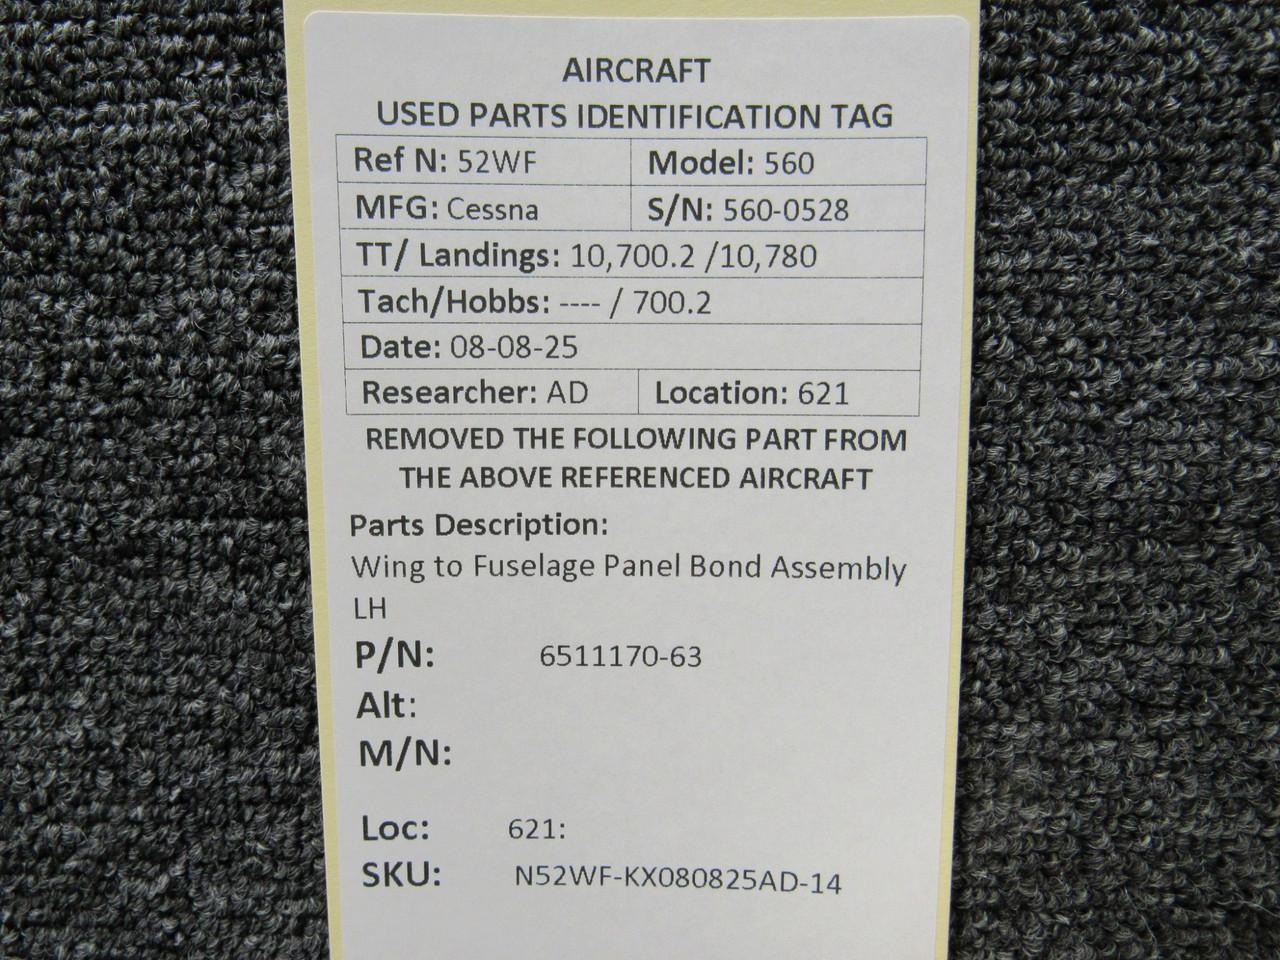 AIRCRAFT
USED PARTS IDENTIFICATION TAG
Ref N: 52WF Model: 560
MFG: Cessna S/N: 560-0528
TT/ Landings: 10,700.2 /10,780
Tach/Hobbs: ---- / 700.2
Date: 08-08-25
Researcher: AD Location: 621
REMOVED THE FOLLOWING PART FROM
THE ABOVE REFERENCED AIRCRAFT
Parts Description:
Wing to Fuselage Panel Bond Assembly
LH
P/N: 6511170-63
Alt:
M/N:
Loc: 621:
SKU: N52WF-KX080825AD-14